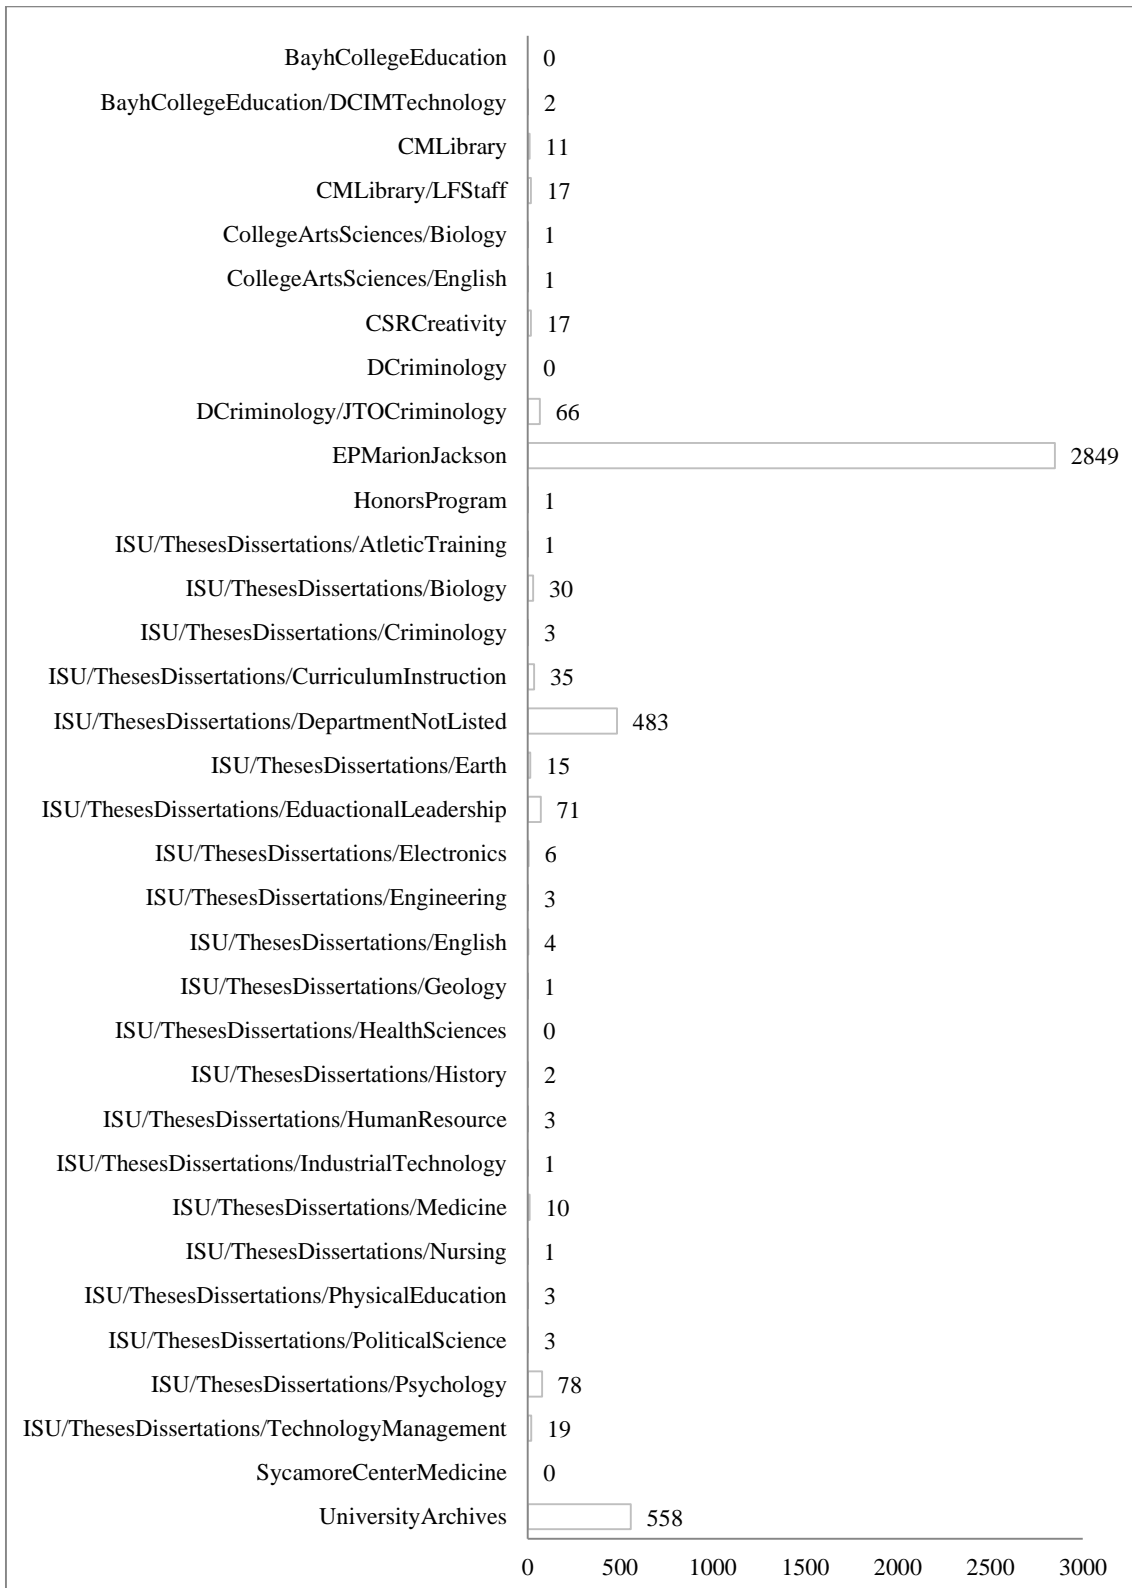 BayhCollegeEducation 0
BayhCollegeEducation/DCIMTechnology 2
CMLibrary 11
CMLibrary/LFStaff 17
CollegeArtsSciences/Biology 1
CollegeArtsSciences/English 1
CSRCreativity 17
DCriminology 0
DCriminology/JTOCriminology 66
EPMarionJackson 2849
HonorsProgram 1
ISU/ThesesDissertations/AtleticTraining 1
ISU/ThesesDissertations/Biology 30
ISU/ThesesDissertations/Criminology 3
ISU/ThesesDissertations/CurriculumInstruction 35
ISU/ThesesDissertations/DepartmentNotListed 483
ISU/ThesesDissertations/Earth 15
ISU/ThesesDissertations/EduactionalLeadership 71
ISU/ThesesDissertations/Electronics 6
ISU/ThesesDissertations/Engineering 3
ISU/ThesesDissertations/English 4
ISU/ThesesDissertations/Geology 1
ISU/ThesesDissertations/HealthSciences 0
ISU/ThesesDissertations/History 2
ISU/ThesesDissertations/HumanResource 3
ISU/ThesesDissertations/IndustrialTechnology 1
ISU/ThesesDissertations/Medicine 10
ISU/ThesesDissertations/Nursing 1
ISU/ThesesDissertations/PhysicalEducation 3
ISU/ThesesDissertations/PoliticalScience 3
ISU/ThesesDissertations/Psychology 78
ISU/ThesesDissertations/TechnologyManagement 19
SycamoreCenterMedicine 0
UniversityArchives 558
0 500 1000 1500 2000 2500 3000